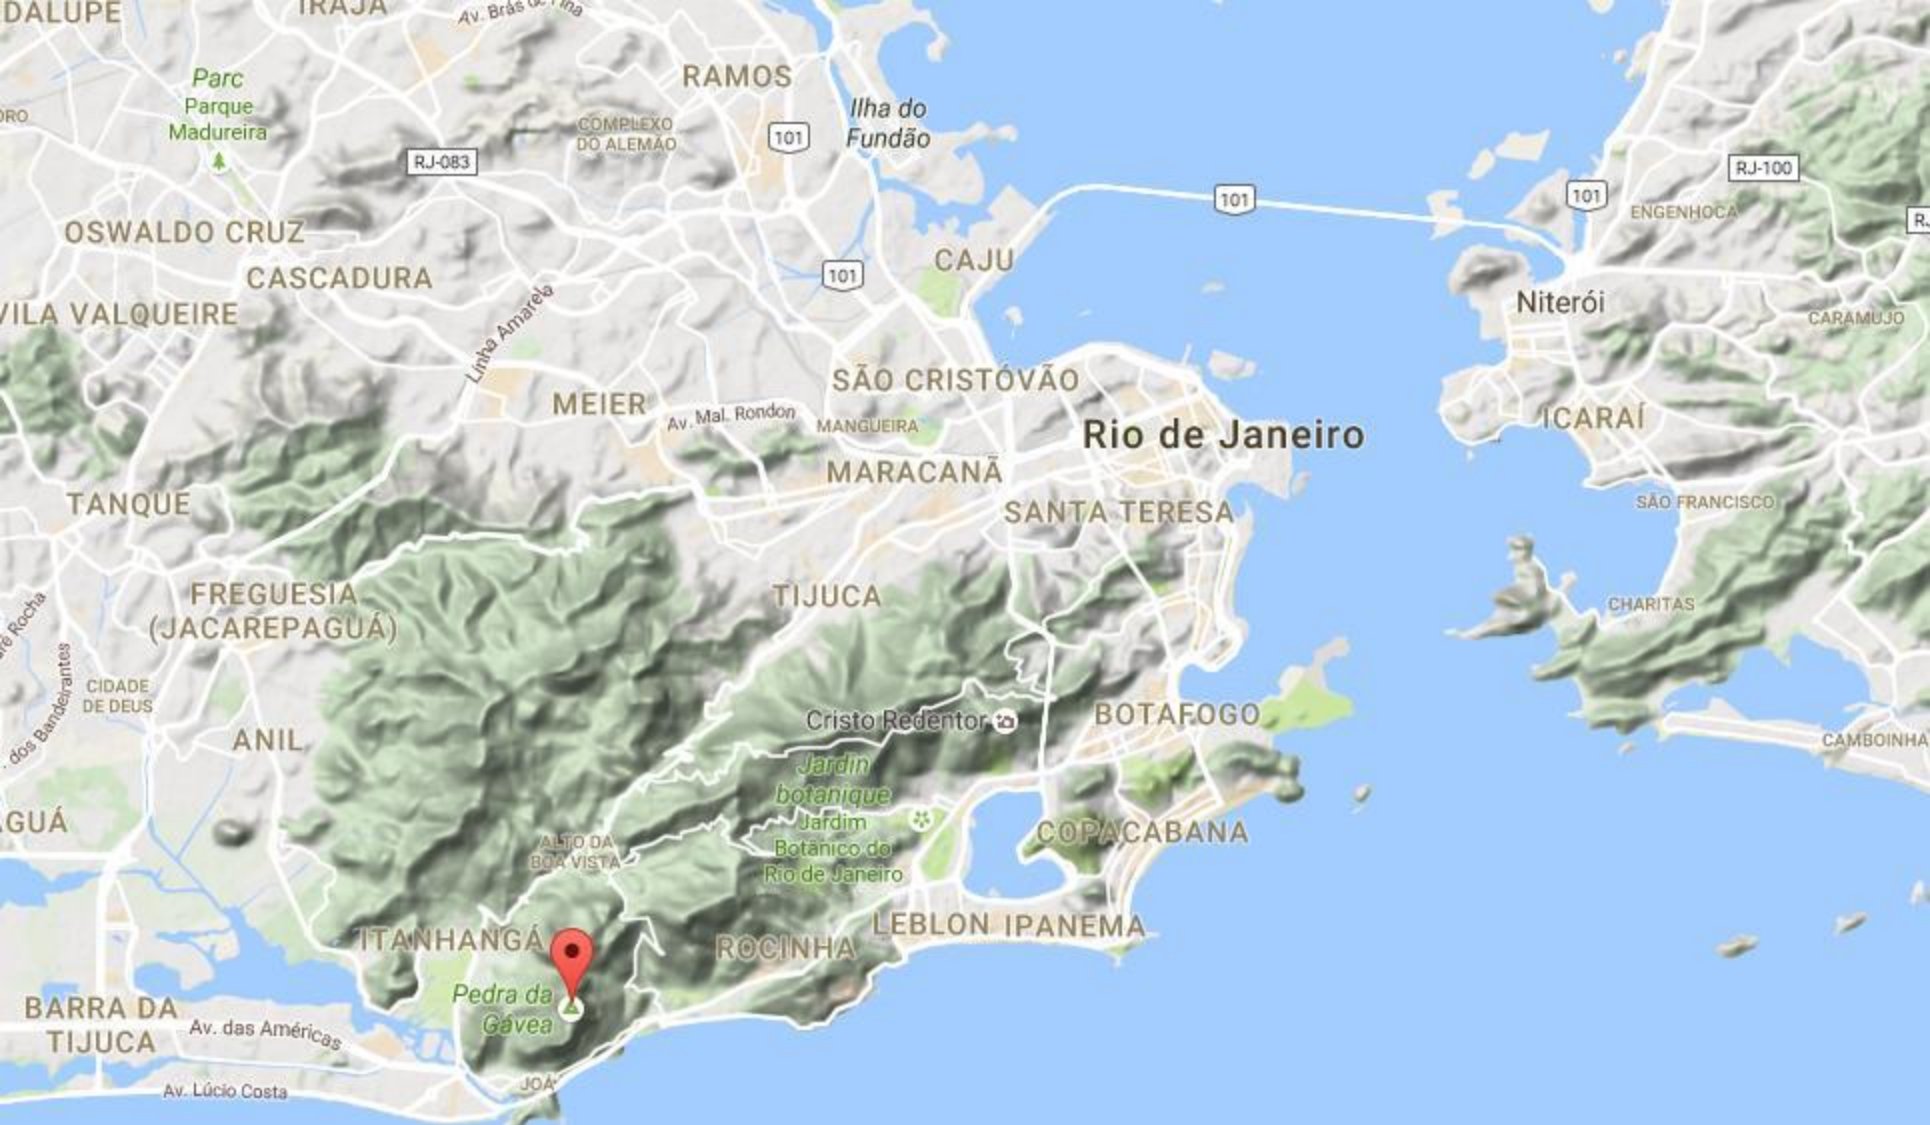 DALUPE
IRAJÁ
Av. Brás de Pina
Parc
Parque
Madureira
RAMOS
Ilha do
Fundão
COMPLEXO
DO ALEMÃO
101
RJ-083
101
RJ-100
101
ENGENHOCA
OSWALDO CRUZ
CASCADURA
CAJU
101
VILA VALQUEIRE
Linha Amarela
Niterói
CARAMUJO
SÃO CRISTÓVÃO
MEIER
Av. Mal. Rondon
MANGUEIRA
Rio de Janeiro
ICARAÍ
MARACANÃ
TANQUE
SANTA TERESA
SÃO FRANCISCO
FREGUESIA
(JACAREPAGUÁ)
TIJUCA
CHARITAS
CIDADE
DE DEUS
. dos Bandeirantes
ANIL
Cristo Redentor
BOTAFOGO
CAMBOINHA
Jardin
botanique
Jardim
Botânico do
Rio de Janeiro
AGUÁ
ALTO DA
BOA VISTA
COPACABANA
ITANHANGÁ
ROCINHA
LEBLON
IPANEMA
Pedra da
Gávea
BARRA DA
TIJUCA
Av. das Américas
Av. Lúcio Costa
JOÁ